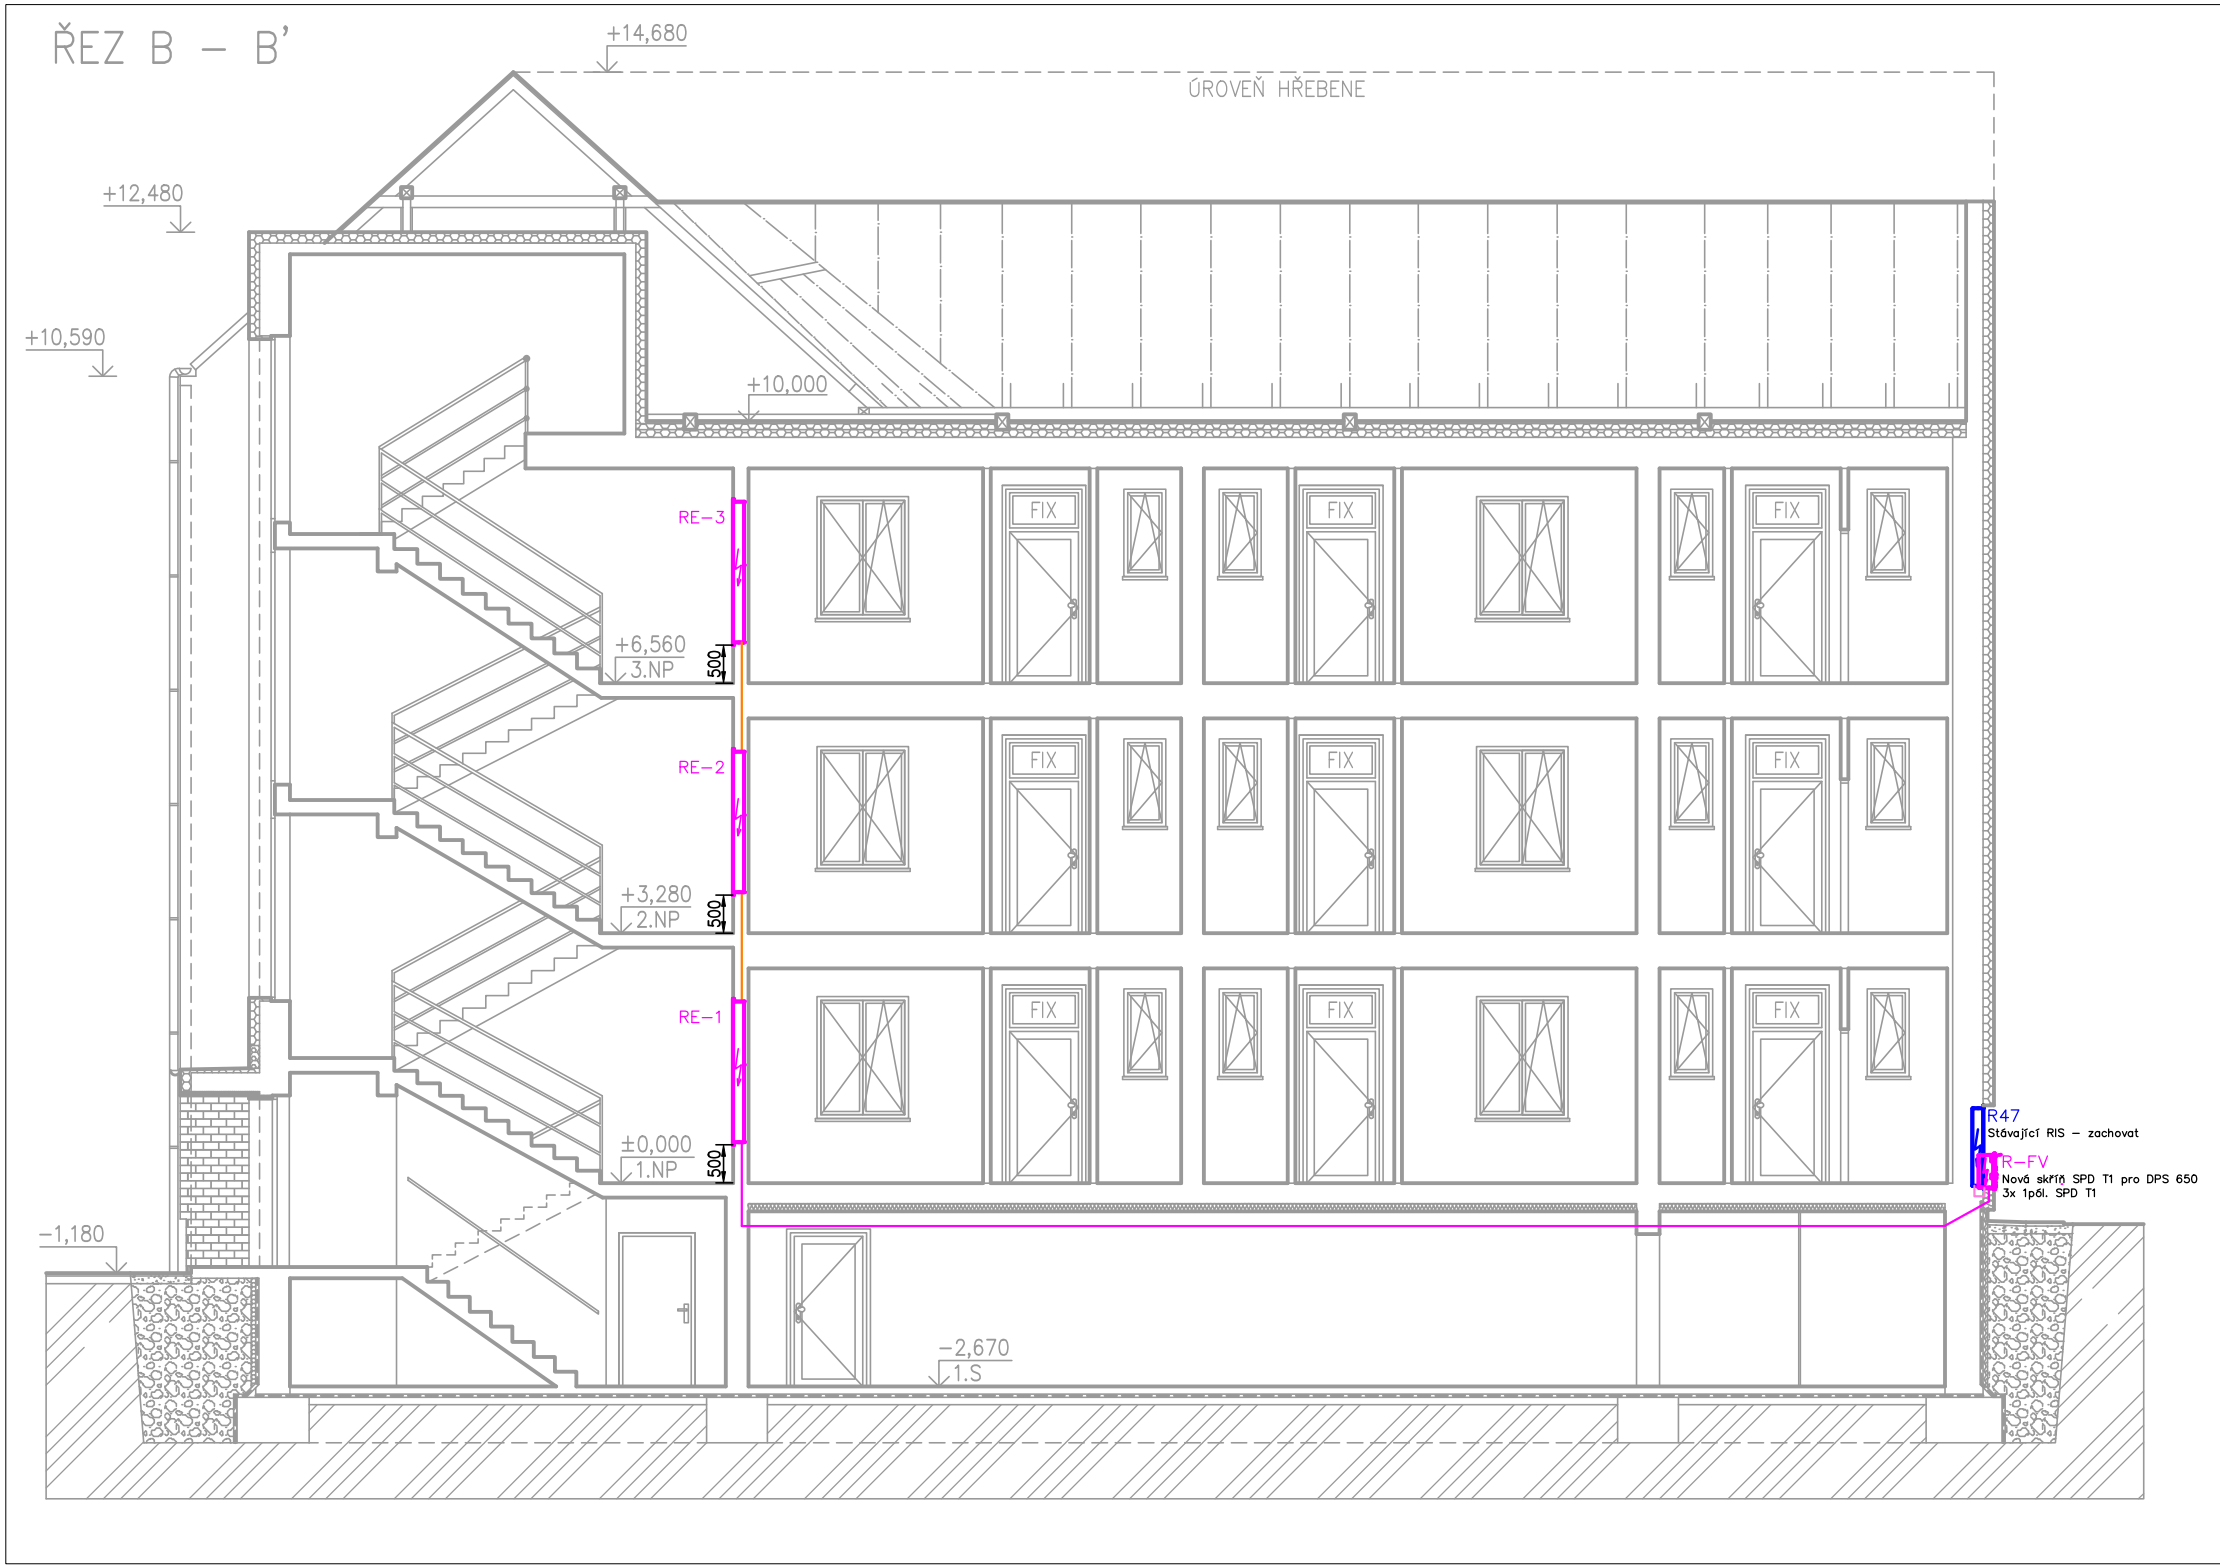 ŘEZ B – B'
+14,680
ÚROVEŇ HŘEBENE
+12,480
+10,590
+10,000
RE–3
FIX
FIX
FIX
+6,560
3.NP
500
RE–2
FIX
FIX
FIX
+3,280
2.NP
500
RE–1
FIX
FIX
FIX
±0,000
1.NP
500
R47
Stávající RIS – zachovat
R–FV
Nová skříň SPD T1 pro DPS 650
3x 1pól. SPD T1
–1,180
–2,670
1.S